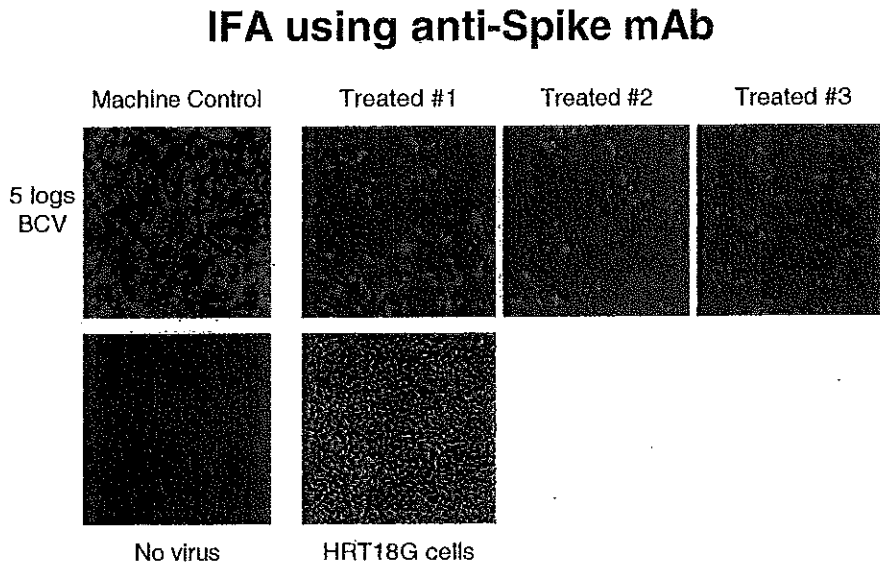 IFA using anti-Spike mAb
Machine Control
Treated #1
Treated #2
Treated #3
5 logs
BCV
No virus
HRT18G cells